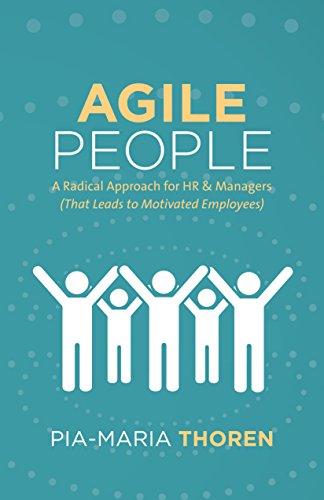 AGILE
PEOPLE
A Radical Approach for HR & Managers
(That Leads to Motivated Employees)
PIA-MARIA THOREN